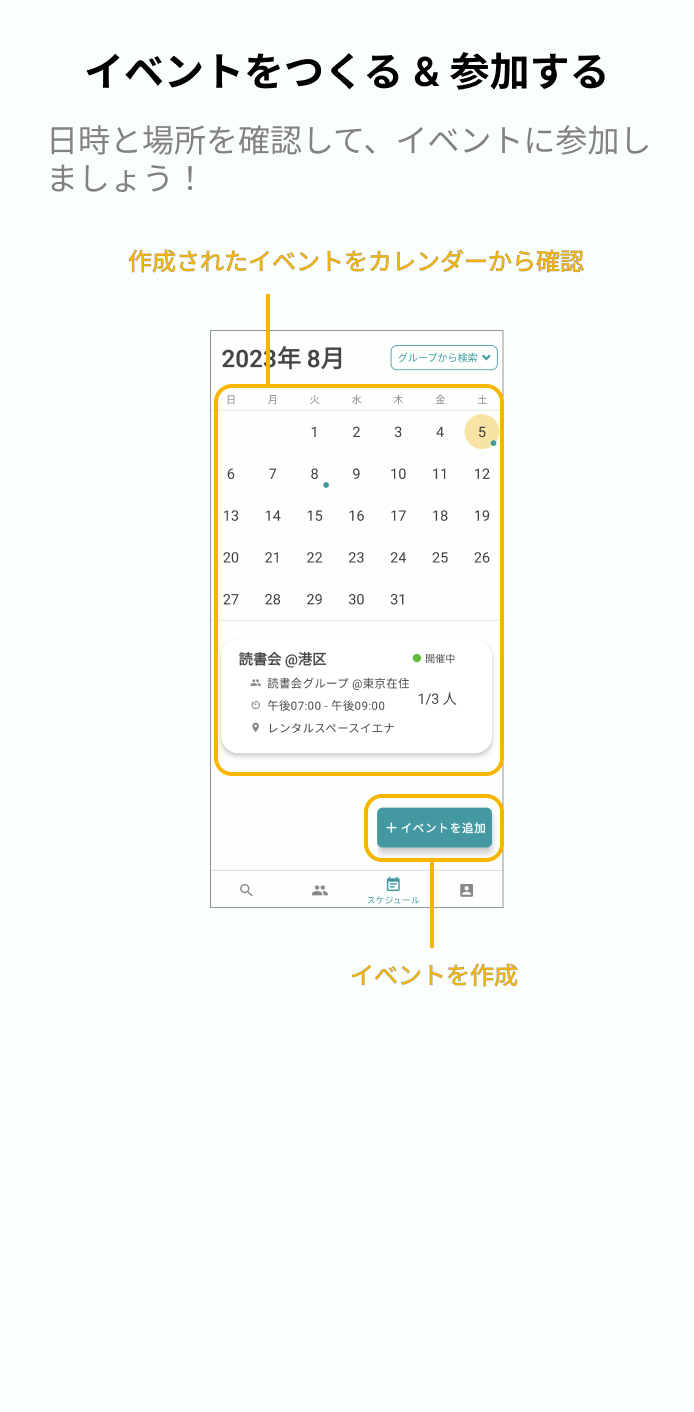 イベントをつくる & 参加する
日時と場所を確認して、イベントに参加し
ましょう！
作成されたイベントをカレンダーから確認
2023年 8月
グループから検索
日 月 火 水 木 金 土
1 2 3 4 5
6 7 8 9 10 11 12
13 14 15 16 17 18 19
20 21 22 23 24 25 26
27 28 29 30 31
読書会 @港区
開催中
読書会グループ @東京在住
午後07:00 - 午後09:00
1/3 人
レンタルスペースイエナ
+ イベントを追加
スケジュール
イベントを作成